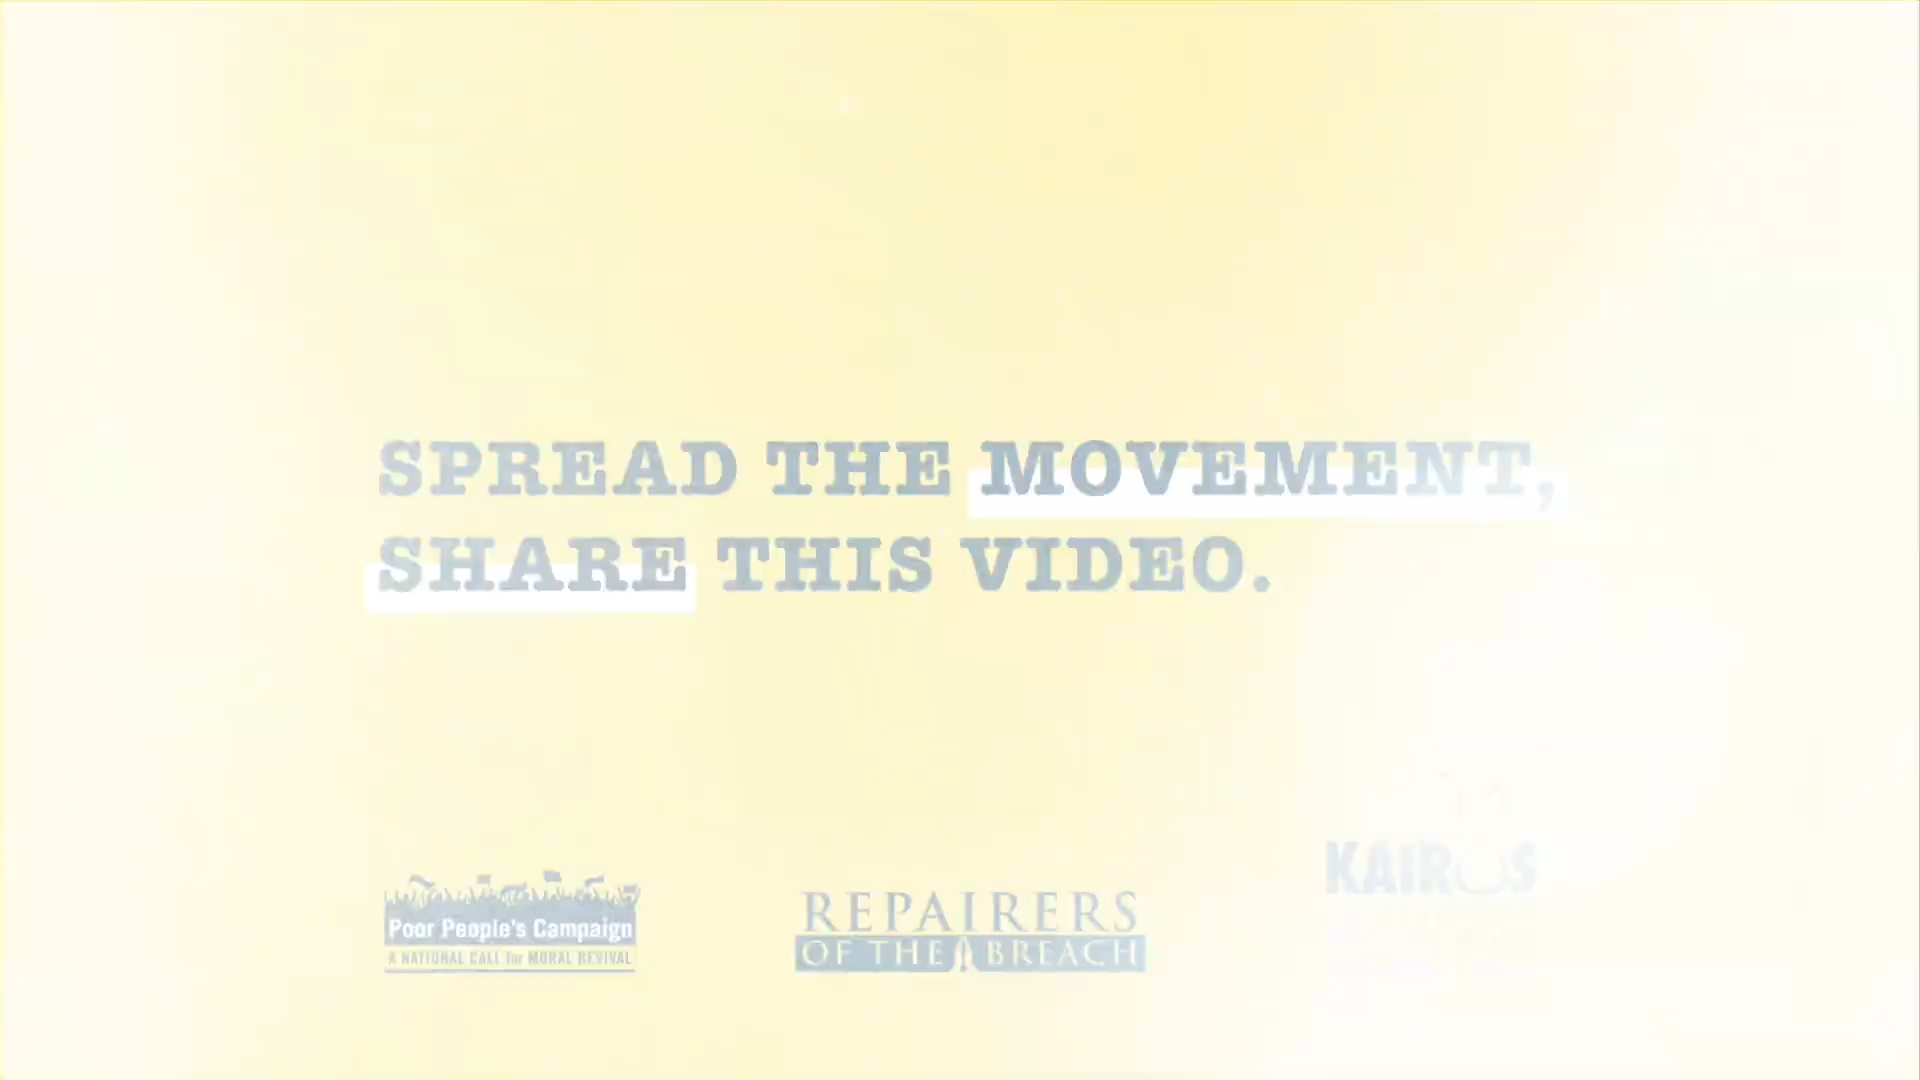 SPREAD THE MOVEMENT,
SHARE THIS VIDEO.
Poor People's Campaign
A NATIONAL CALL for MORAL REVIVAL
REPAIRERS
OF THE BREACH
KAIROS